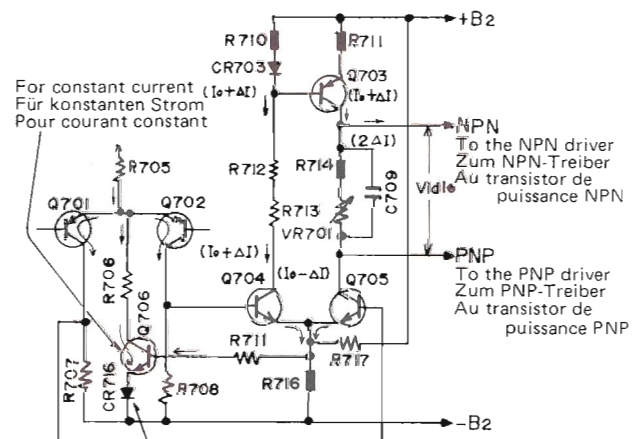 +B2
R710
R711
CR703
Q703
(Io+ΔI)
(Io+ΔI)
For constant current
Für konstanten Strom
Pour courant constant
NPN
To the NPN driver
Zum NPN-Treiber
Au transistor de
puissance NPN
(2ΔI)
R705
R712
R714
C709
Vidle
Q701
Q702
R713
VR701
(Io+ΔI)
(Io-ΔI)
PNP
To the PNP driver
Zum PNP-Treiber
Au transistor de
puissance PNP
R706
Q706
Q704
Q705
R711
R717
R707
CR716
R708
R716
-B2